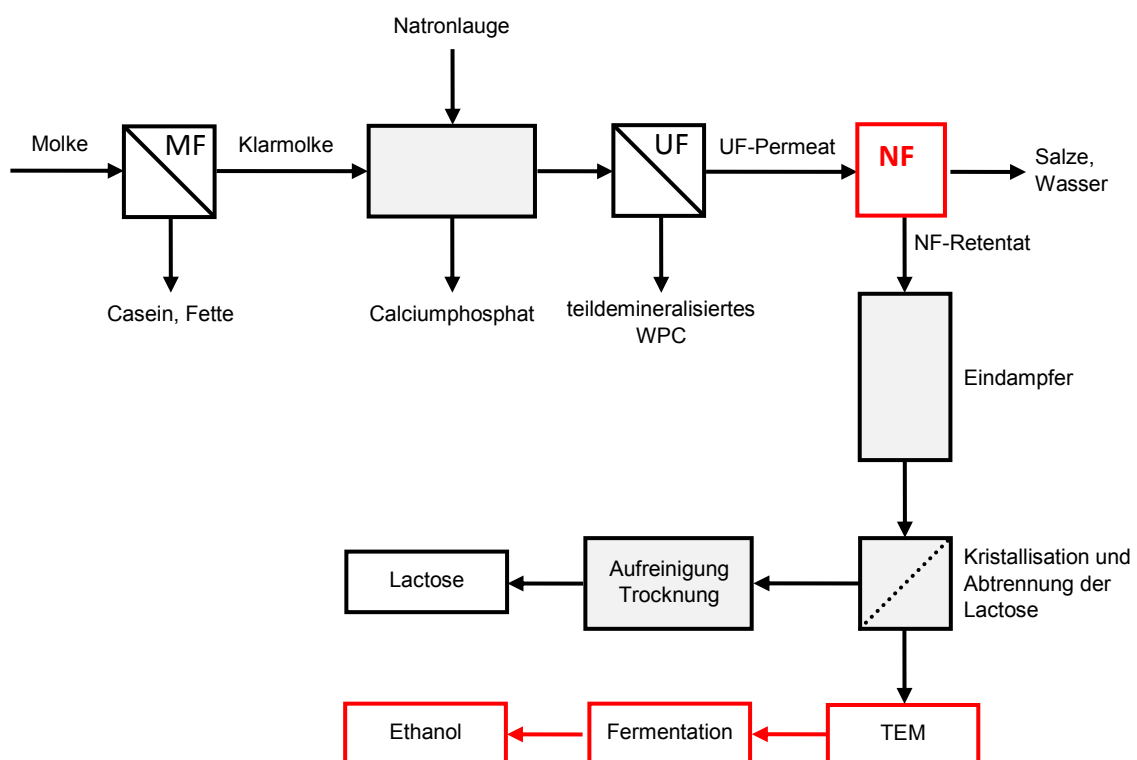 Natronlauge
Molke
MF
Klarmolke
UF
UF-Permeat
NF
Salze,
Wasser
NF-Retentat
Casein, Fette
Calciumphosphat
teildemineralisiertes
WPC
Eindampfer
Lactose
Aufreinigung
Trocknung
Kristallisation und
Abtrennung der
Lactose
Ethanol
Fermentation
TEM